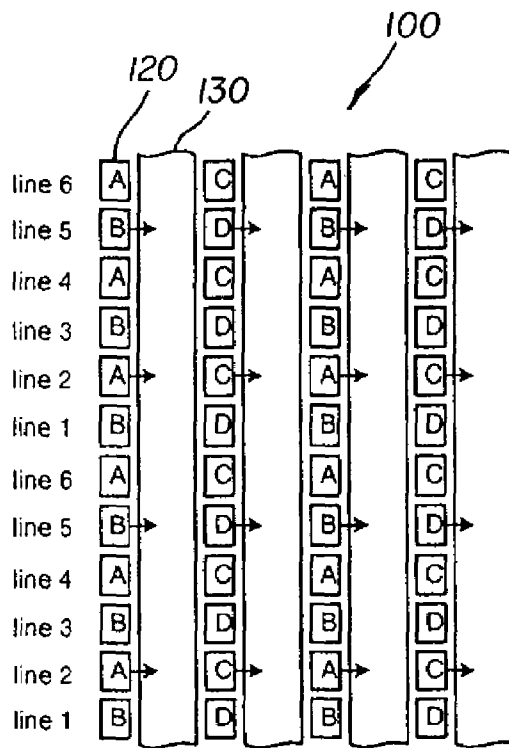 100
120 130
line 6 A C A C
line 5 B D B D
line 4 A C A C
line 3 B D B D
line 2 A C A C
line 1 B D B D
line 6 A C A C
line 5 B D B D
line 4 A C A C
line 3 B D B D
line 2 A C A C
line 1 B D B D